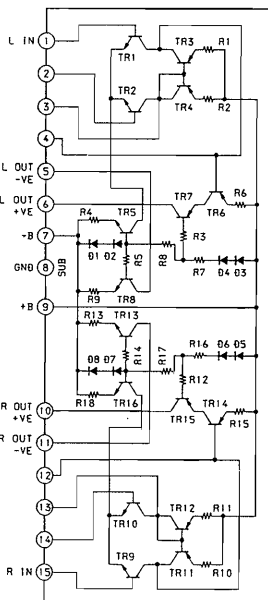 L IN 1
TR1
TR3
R1
2
TR2
TR4
R2
3
4
L OUT
-VE
5
L OUT
+VE
6
R4
TR5
TR7
TR6
R6
-B
7
D1
D2
R5
R8
R3
R7
D4
D3
GND
8
SUB
R9
TR8
+B
9
R13
TR13
R14
R17
R16
D6
D5
D8
D7
R12
R18
TR16
TR15
TR14
R15
R OUT
+VE
10
R OUT
-VE
11
12
13
TR10
TR12
R11
14
TR9
TR11
R10
R IN 15